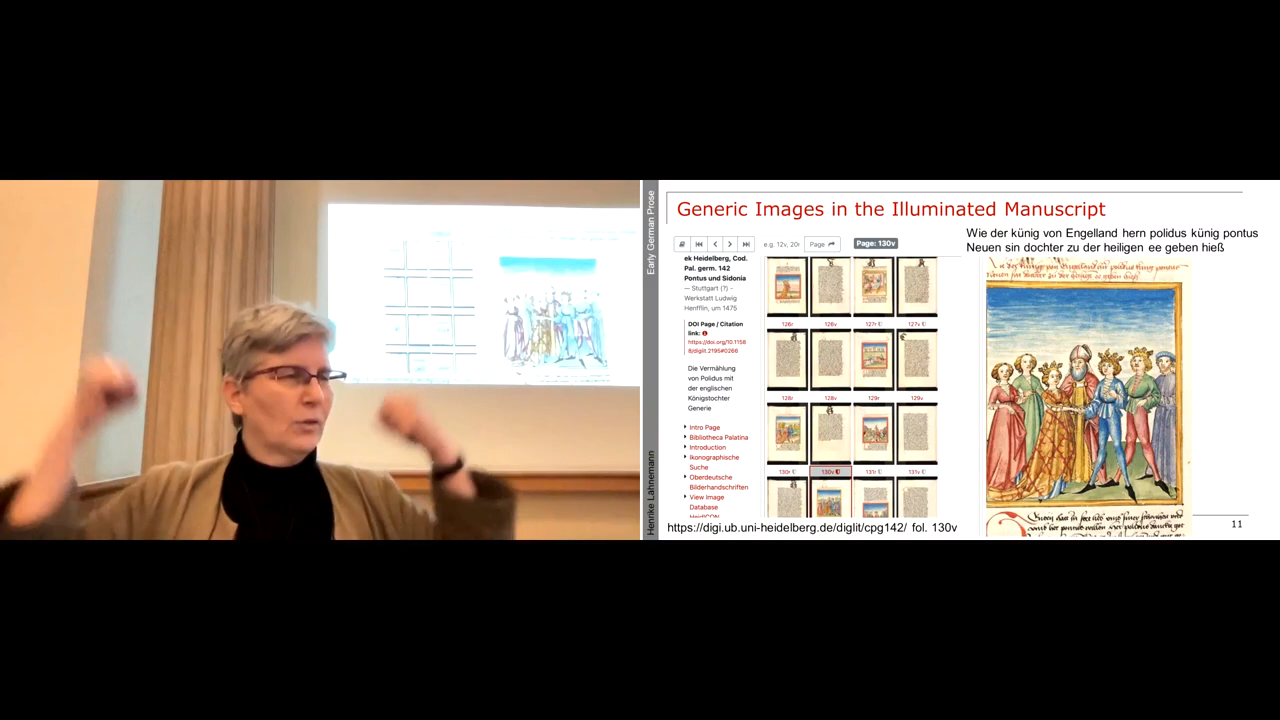 Early German Prose
Henrike Lähnemann
Generic Images in the Illuminated Manuscript
e.g. 12v, 20r
Page
Page: 130v
ek Heidelberg, Cod.
Pal. germ. 142
Pontus und Sidonia
— Stuttgart (?) -
Werkstatt Ludwig
Henfflin, um 1475
DOI Page / Citation
link:
https://doi.org/10.1158
8/diglit.2195#0266
Die Vermählung
von Polidus mit
der englischen
Königstochter
Generie
Intro Page
Bibliotheca Palatina
Introduction
Ikonographische
Suche
Oberdeutsche
Bilderhandschriften
View Image
Database
HeidICON
126r
126v
127r
127v
128r
128v
129r
129v
130r
130v
131r
131v
https://digi.ub.uni-heidelberg.de/diglit/cpg142/ fol. 130v
Wie der künig von Engelland hern polidus künig pontus
Neuen sin dochter zu der heiligen ee geben hieß
11